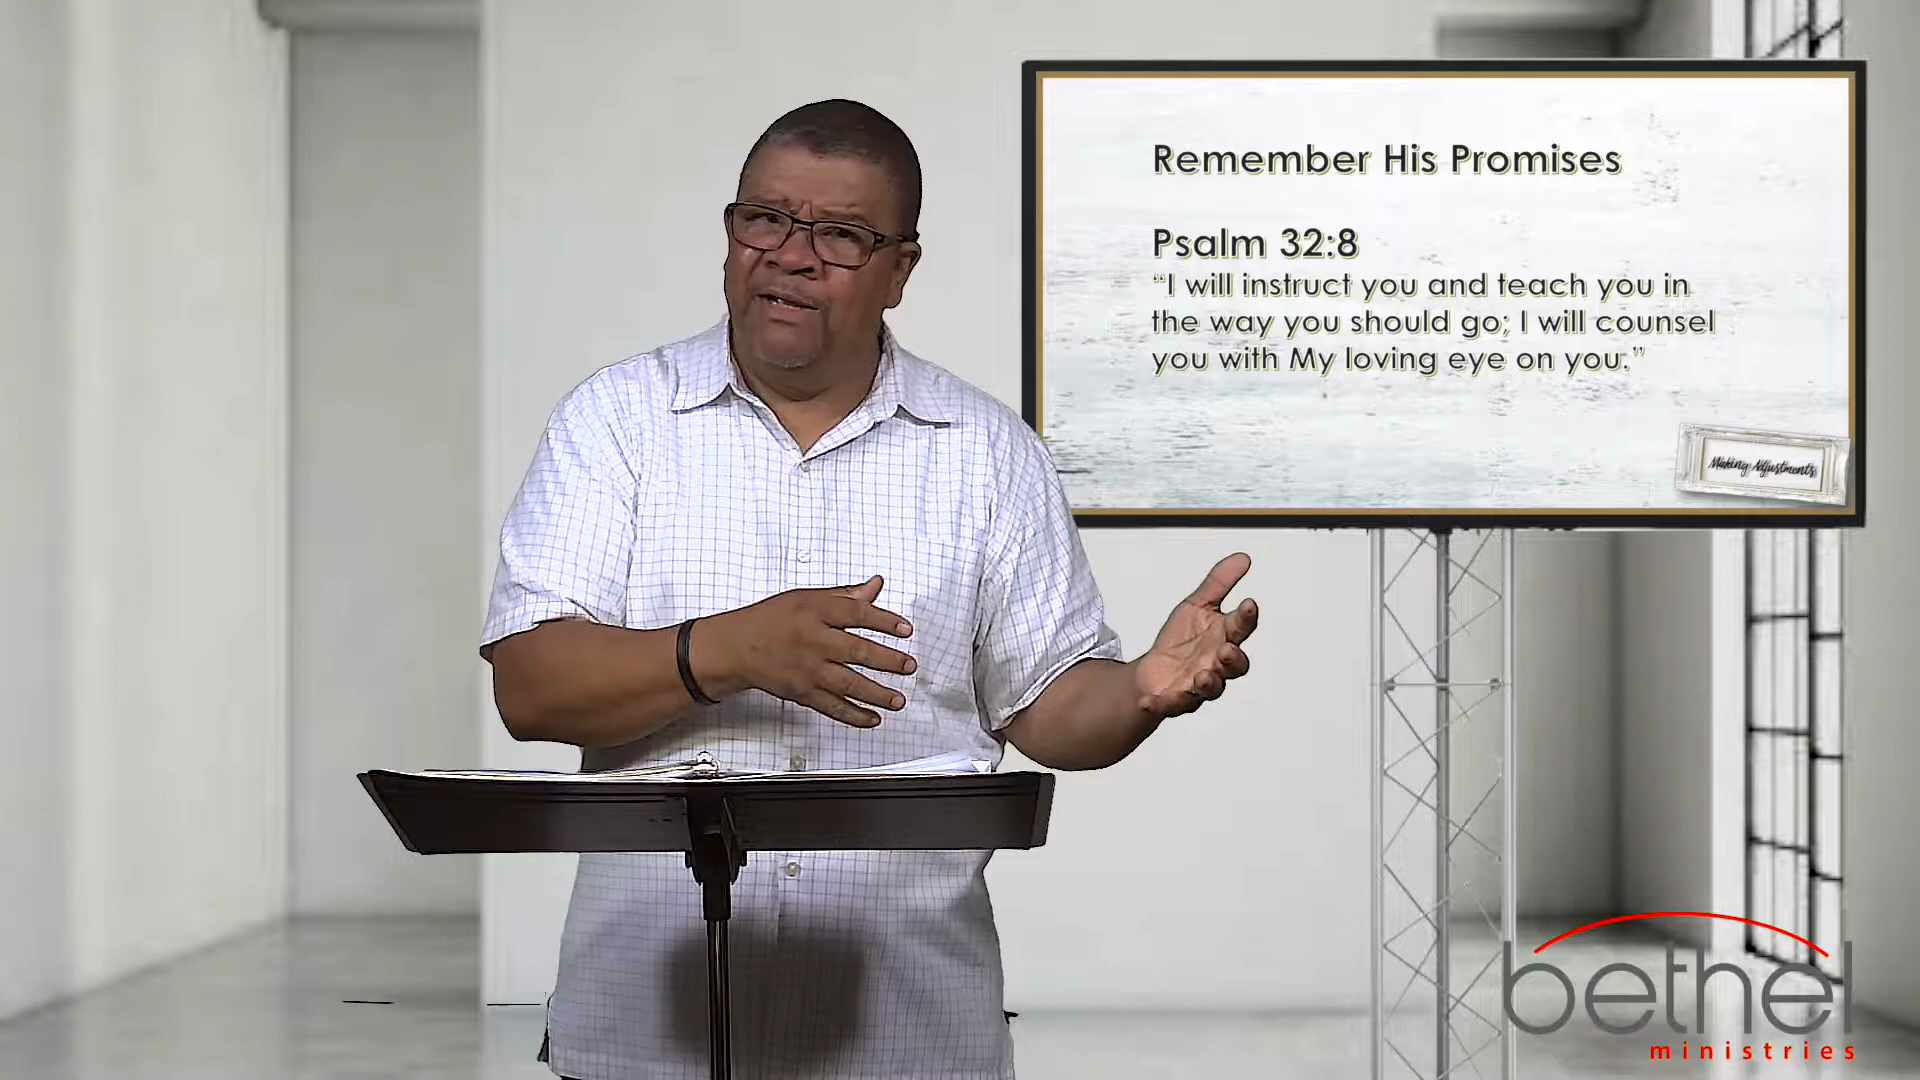 Remember His Promises
Psalm 32:8
“I will instruct you and teach you in
the way you should go; I will counsel
you with My loving eye on you.”
Making Adjustments
bethel
ministries